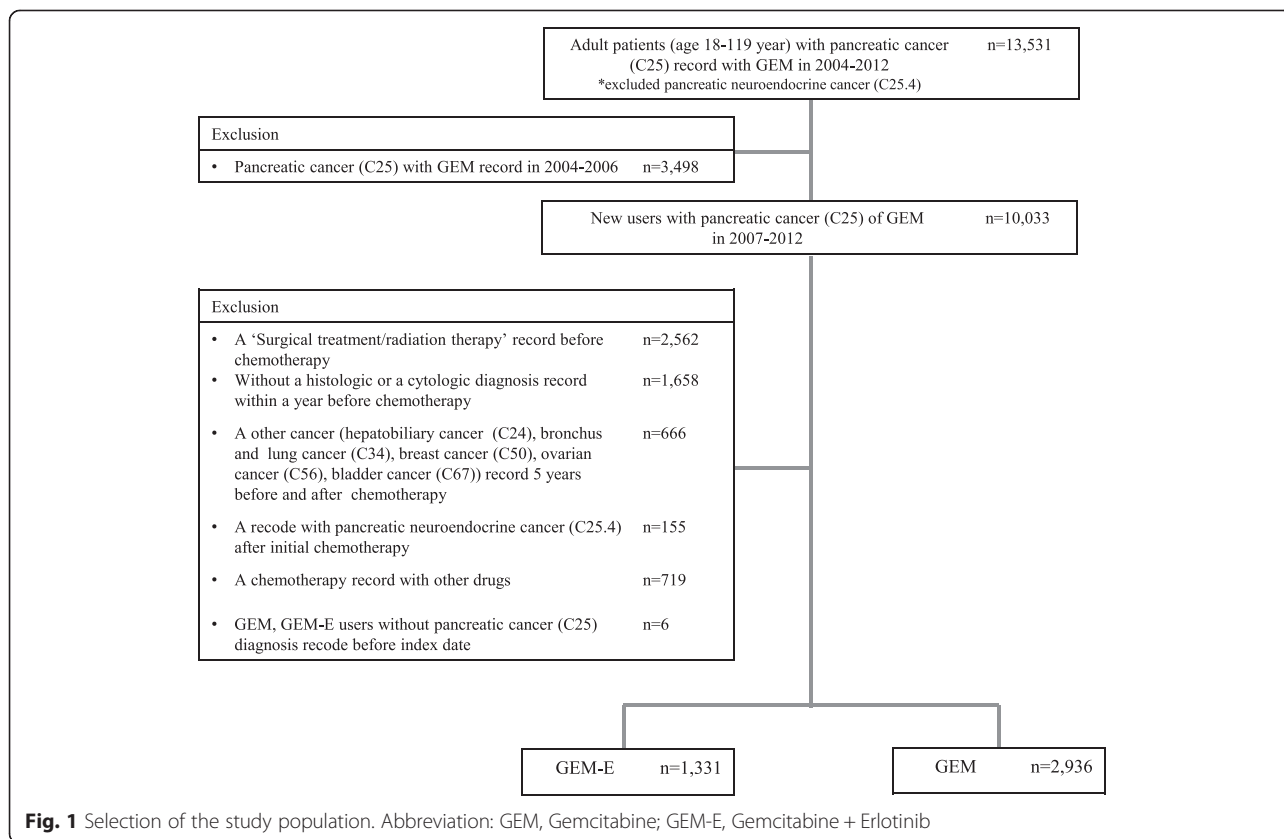 Adult patients (age 18-119 year) with pancreatic cancer n=13,531
(C25) record with GEM in 2004-2012
*excluded pancreatic neuroendocrine cancer (C25.4)
Exclusion
• Pancreatic cancer (C25) with GEM record in 2004-2006 n=3,498
New users with pancreatic cancer (C25) of GEM n=10,033
in 2007-2012
Exclusion
• A ‘Surgical treatment/radiation therapy’ record before n=2,562
chemotherapy
• Without a histologic or a cytologic diagnosis record n=1,658
within a year before chemotherapy
• A other cancer (hepatobiliary cancer (C24), bronchus n=666
and lung cancer (C34), breast cancer (C50), ovarian
cancer (C56), bladder cancer (C67)) record 5 years
before and after chemotherapy
• A recode with pancreatic neuroendocrine cancer (C25.4) n=155
after initial chemotherapy
• A chemotherapy record with other drugs n=719
• GEM, GEM-E users without pancreatic cancer (C25) n=6
diagnosis recode before index date
GEM-E n=1,331
GEM n=2,936
Fig. 1 Selection of the study population. Abbreviation: GEM, Gemcitabine; GEM-E, Gemcitabine + Erlotinib